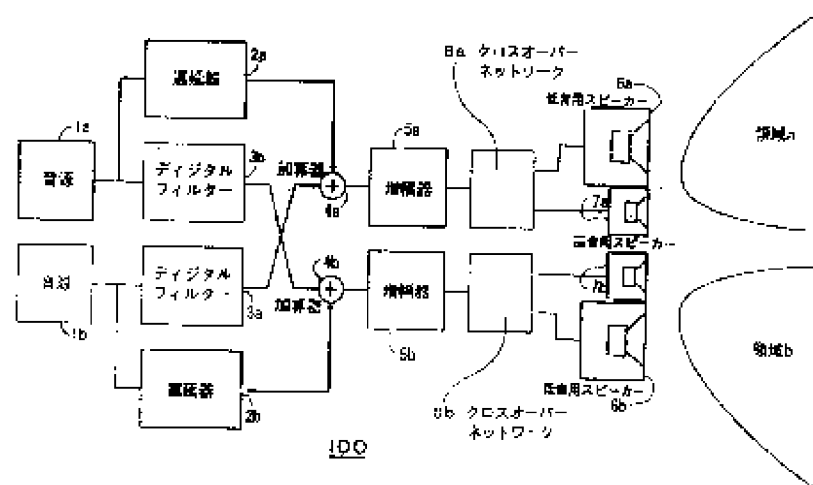 8a クロスオーバー
ネットワーク
2a
遅延器
6a
低音用スピーカー
1a
音源
3b
ディジタル
フィルター
加算器
4a
5a
増幅器
領域a
7a
高音用スピーカー
音源
1b
ディジタル
フィルター
3a
4b
加算器
増幅器
5b
7b
領域b
遅延器
2b
低音用スピーカー
6b
8b クロスオーバー
ネットワーク
100